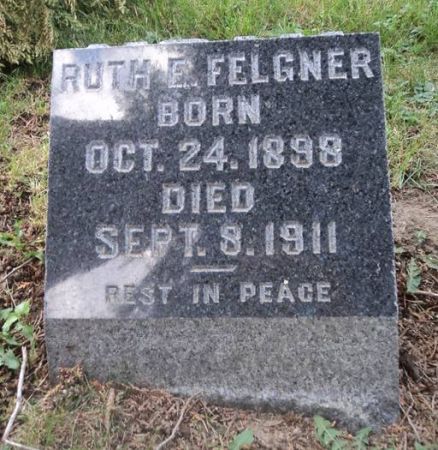 RUTH E. FELGNER
BORN
OCT. 24. 1898
DIED
SEPT. 8. 1911
REST IN PEACE